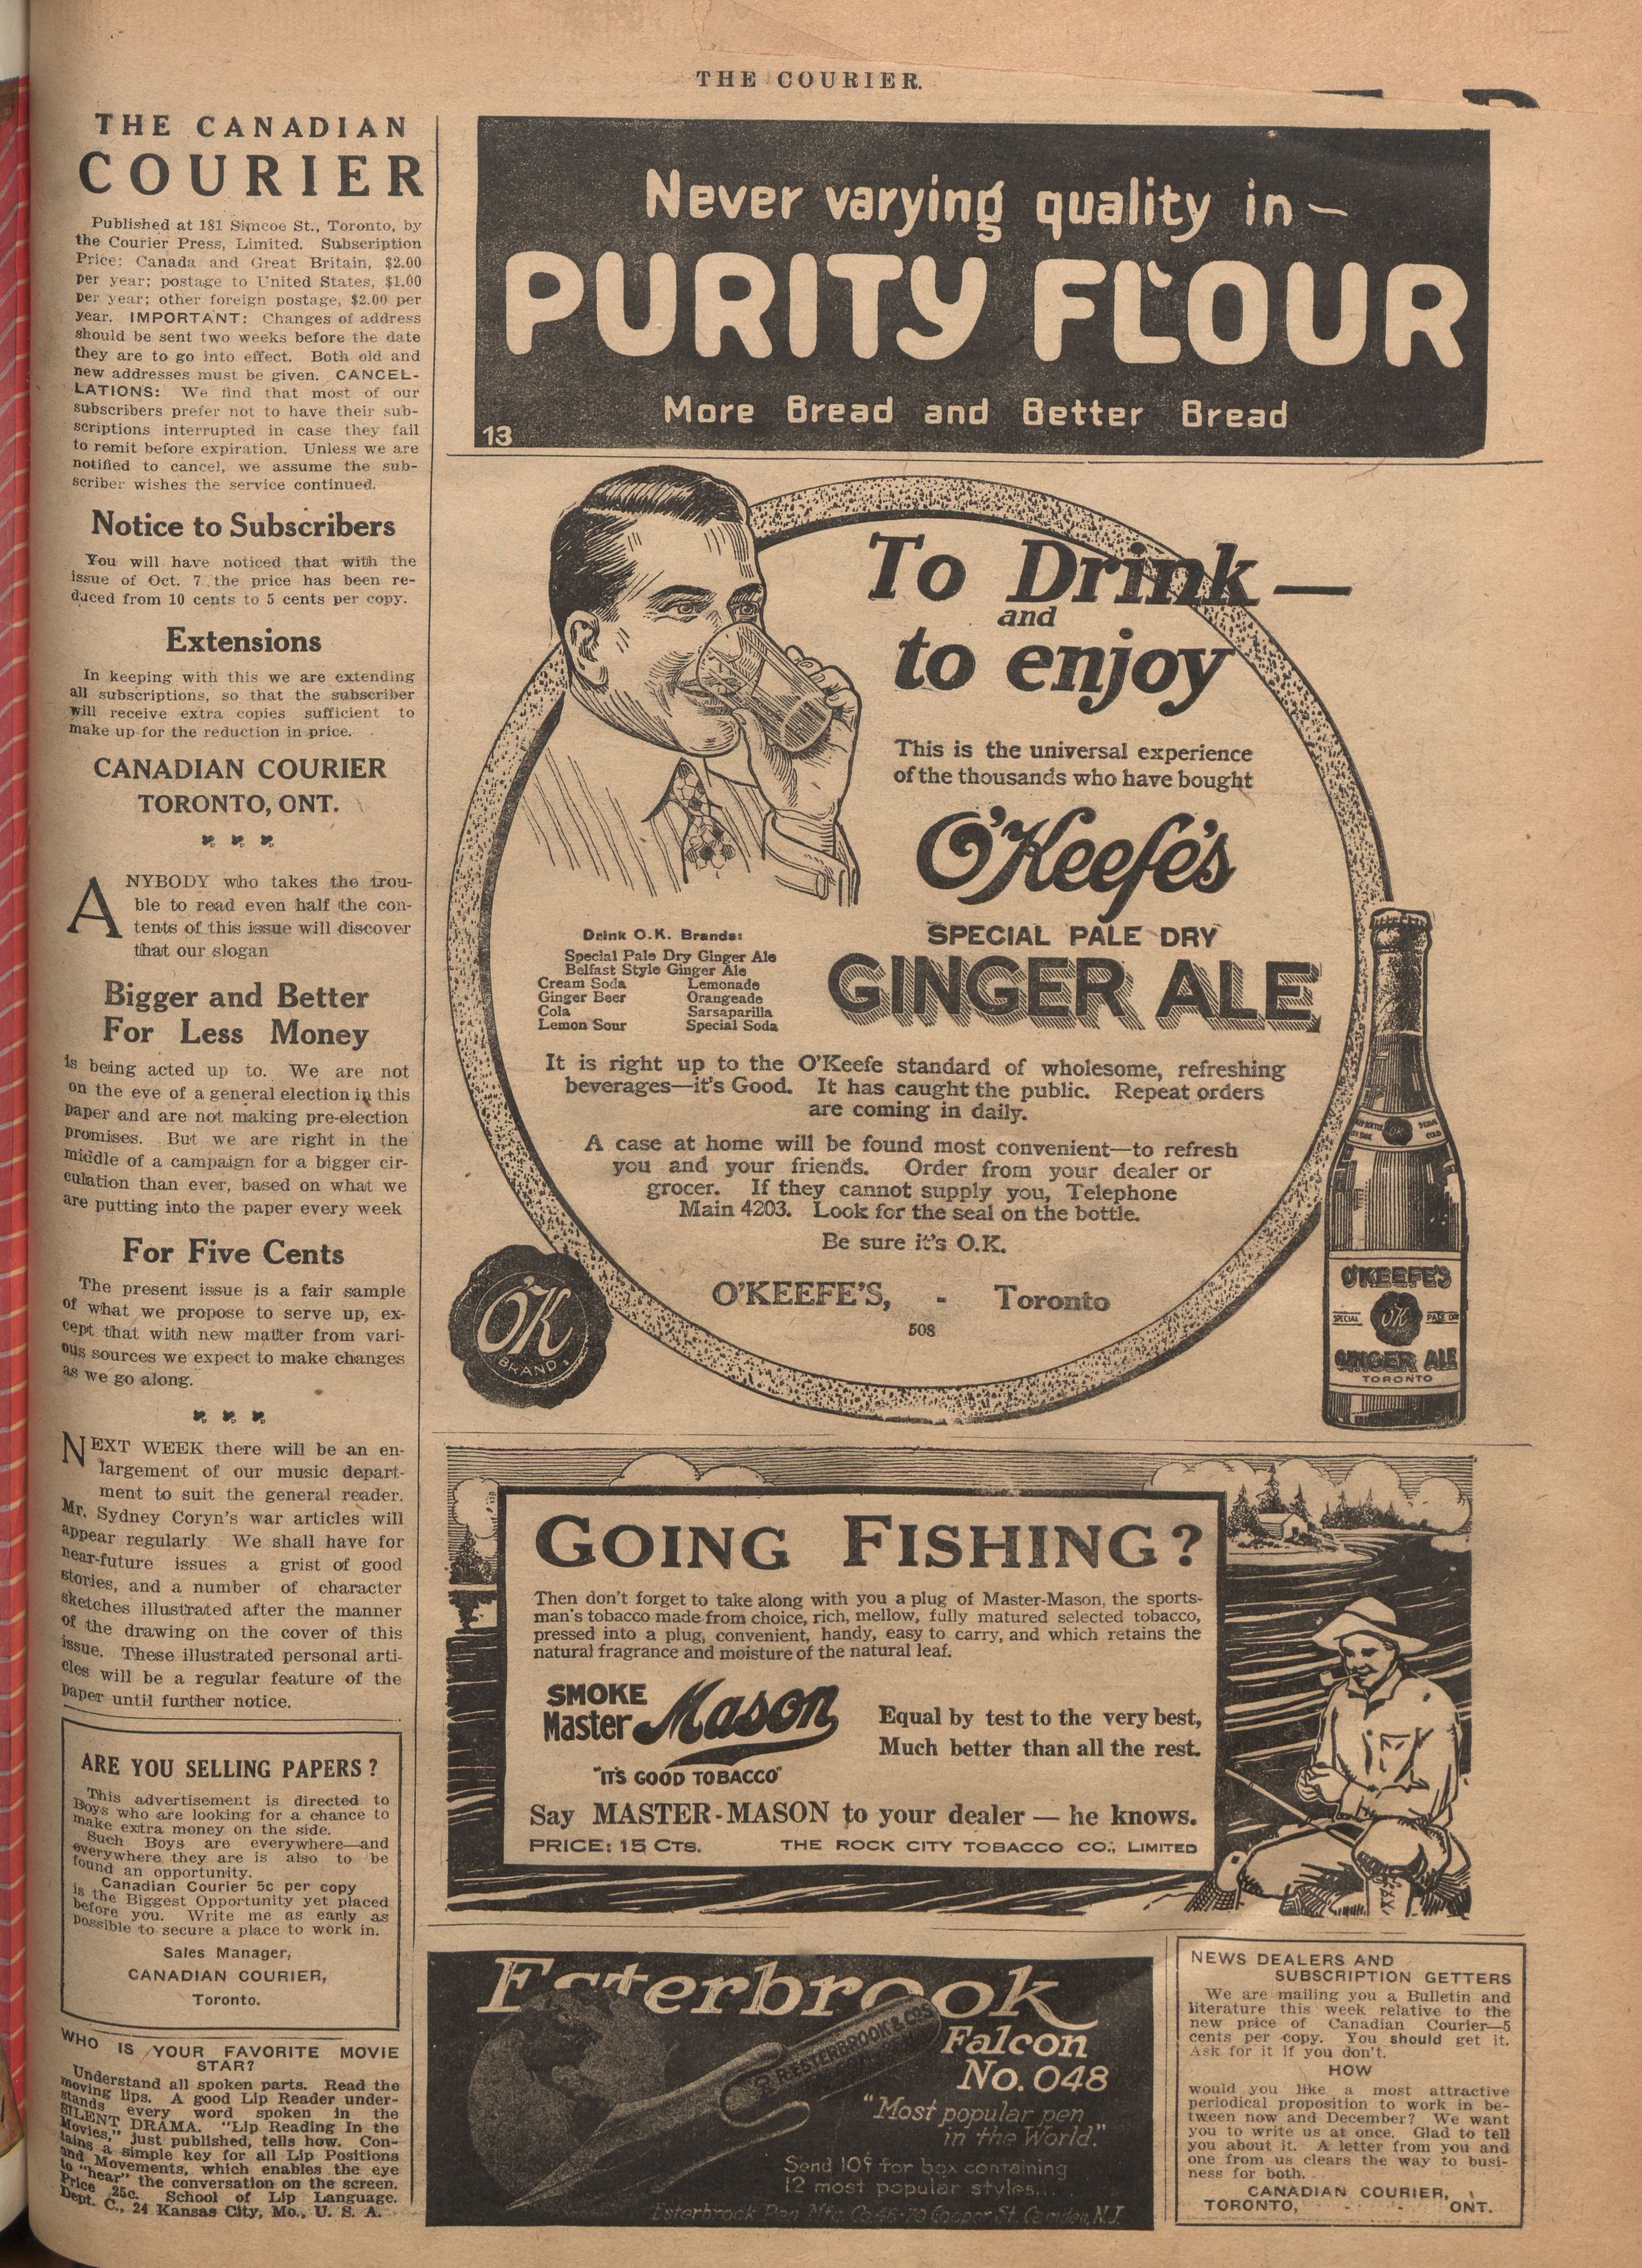 THE COURIER.
THE CANADIAN
COURIER
Published at 181 Simcoe St., Toronto, by
the Courier Press, Limited. Subscription
Price: Canada and Great Britain, $2.00
per year; postage to United States, $1.00
per year; other foreign postage, $2.00 per
year. IMPORTANT: Changes of address
should be sent two weeks before the date
they are to go into effect. Both old and
new addresses must be given. CANCEL-
LATIONS: We find that most of our
subscribers prefer not to have their sub-
scriptions interrupted in case they fail
to remit before expiration. Unless we are
notified to cancel, we assume the sub-
scriber wishes the service continued.
Notice to Subscribers
You will have noticed that with the
issue of Oct. 7 the price has been re-
duced from 10 cents to 5 cents per copy.
Extensions
In keeping with this we are extending
all subscriptions, so that the subscriber
will receive extra copies sufficient to
make up for the reduction in price.
CANADIAN COURIER
TORONTO, ONT.
ANYBODY who takes the trou-
ble to read even half the con-
tents of this issue will discover
that our slogan
Bigger and Better
For Less Money
is being acted up to. We are not
on the eve of a general election in this
paper and are not making pre-election
promises. But we are right in the
middle of a campaign for a bigger cir-
culation than ever, based on what we
are putting into the paper every week
For Five Cents
The present issue is a fair sample
of what we propose to serve up, ex-
cept that with new matter from vari-
ous sources we expect to make changes
as we go along.
NEXT WEEK there will be an en-
largement of our music depart-
ment to suit the general reader.
Mr. Sydney Coryn's war articles will
appear regularly. We shall have for
near-future issues a grist of good
stories, and a number of character
sketches illustrated after the manner
of the drawing on the cover of this
issue. These illustrated personal arti-
cles will be a regular feature of the
paper until further notice.
ARE YOU SELLING PAPERS?
This advertisement is directed to
Boys who are looking for a chance to
make extra money on the side.
Such Boys are everywhere—and
everywhere they are is also to be
found an opportunity.
Canadian Courier 5c per copy
is the Biggest Opportunity yet placed
before you. Write me as early as
possible to secure a place to work in.
Sales Manager,
CANADIAN COURIER,
Toronto.
WHO IS YOUR FAVORITE MOVIE
STAR?
Understand all spoken parts. Read the
moving lips. A good Lip Reader under-
stands every word spoken in the
SILENT DRAMA. "Lip Reading In the
Movies," just published, tells how. Con-
tains a simple key for all Lip Positions
and Movements, which enables the eye
to "hear" the conversation on the screen.
Price 25c. School of Lip Language.
Dept. C., 24 Kansas City, Mo., U. S. A.
Never varying quality in—
PURITY FLOUR
More Bread and Better Bread
13
To Drink—
and
to enjoy
This is the universal experience
of the thousands who have bought
O'Keefe's
SPECIAL PALE DRY
GINGER ALE
Drink O.K. Brands:
Special Pale Dry Ginger Ale
Belfast Style Ginger Ale
Cream Soda Lemonade
Ginger Beer Orangeade
Cola Sarsaparilla
Lemon Sour Special Soda
It is right up to the O'Keefe standard of wholesome, refreshing
beverages—it's Good. It has caught the public. Repeat orders
are coming in daily.
A case at home will be found most convenient—to refresh
you and your friends. Order from your dealer or
grocer. If they cannot supply you, Telephone
Main 4203. Look for the seal on the bottle.
Be sure it's O.K.
O'KEEFE'S, - Toronto
508
O'K
BRAND
O'KEEFE'S
SPECIAL OK PALE DRY
GINGER ALE
TORONTO
GOING FISHING?
Then don't forget to take along with you a plug of Master-Mason, the sports-
man's tobacco made from choice, rich, mellow, fully matured selected tobacco,
pressed into a plug, convenient, handy, easy to carry, and which retains the
natural fragrance and moisture of the natural leaf.
SMOKE
Master Mason
"IT'S GOOD TOBACCO"
Equal by test to the very best,
Much better than all the rest.
Say MASTER-MASON to your dealer — he knows.
PRICE: 15 CTS. THE ROCK CITY TOBACCO CO., LIMITED
Esterbrook
R. ESTERBROOK & CO'S
Falcon
No. 048
"Most popular pen
in the World."
Send 10¢ for box containing
12 most popular styles...
Esterbrook Pen Mfg. Co. 46-70 Cooper St. Camden, N.J.
NEWS DEALERS AND
SUBSCRIPTION GETTERS
We are mailing you a Bulletin and
literature this week relative to the
new price of Canadian Courier—5
cents per copy. You should get it.
Ask for it if you don't.
HOW
would you like a most attractive
periodical proposition to work in be-
tween now and December? We want
you to write us at once. Glad to tell
you about it. A letter from you and
one from us clears the way to busi-
ness for both.
CANADIAN COURIER,
TORONTO, - - ONT.